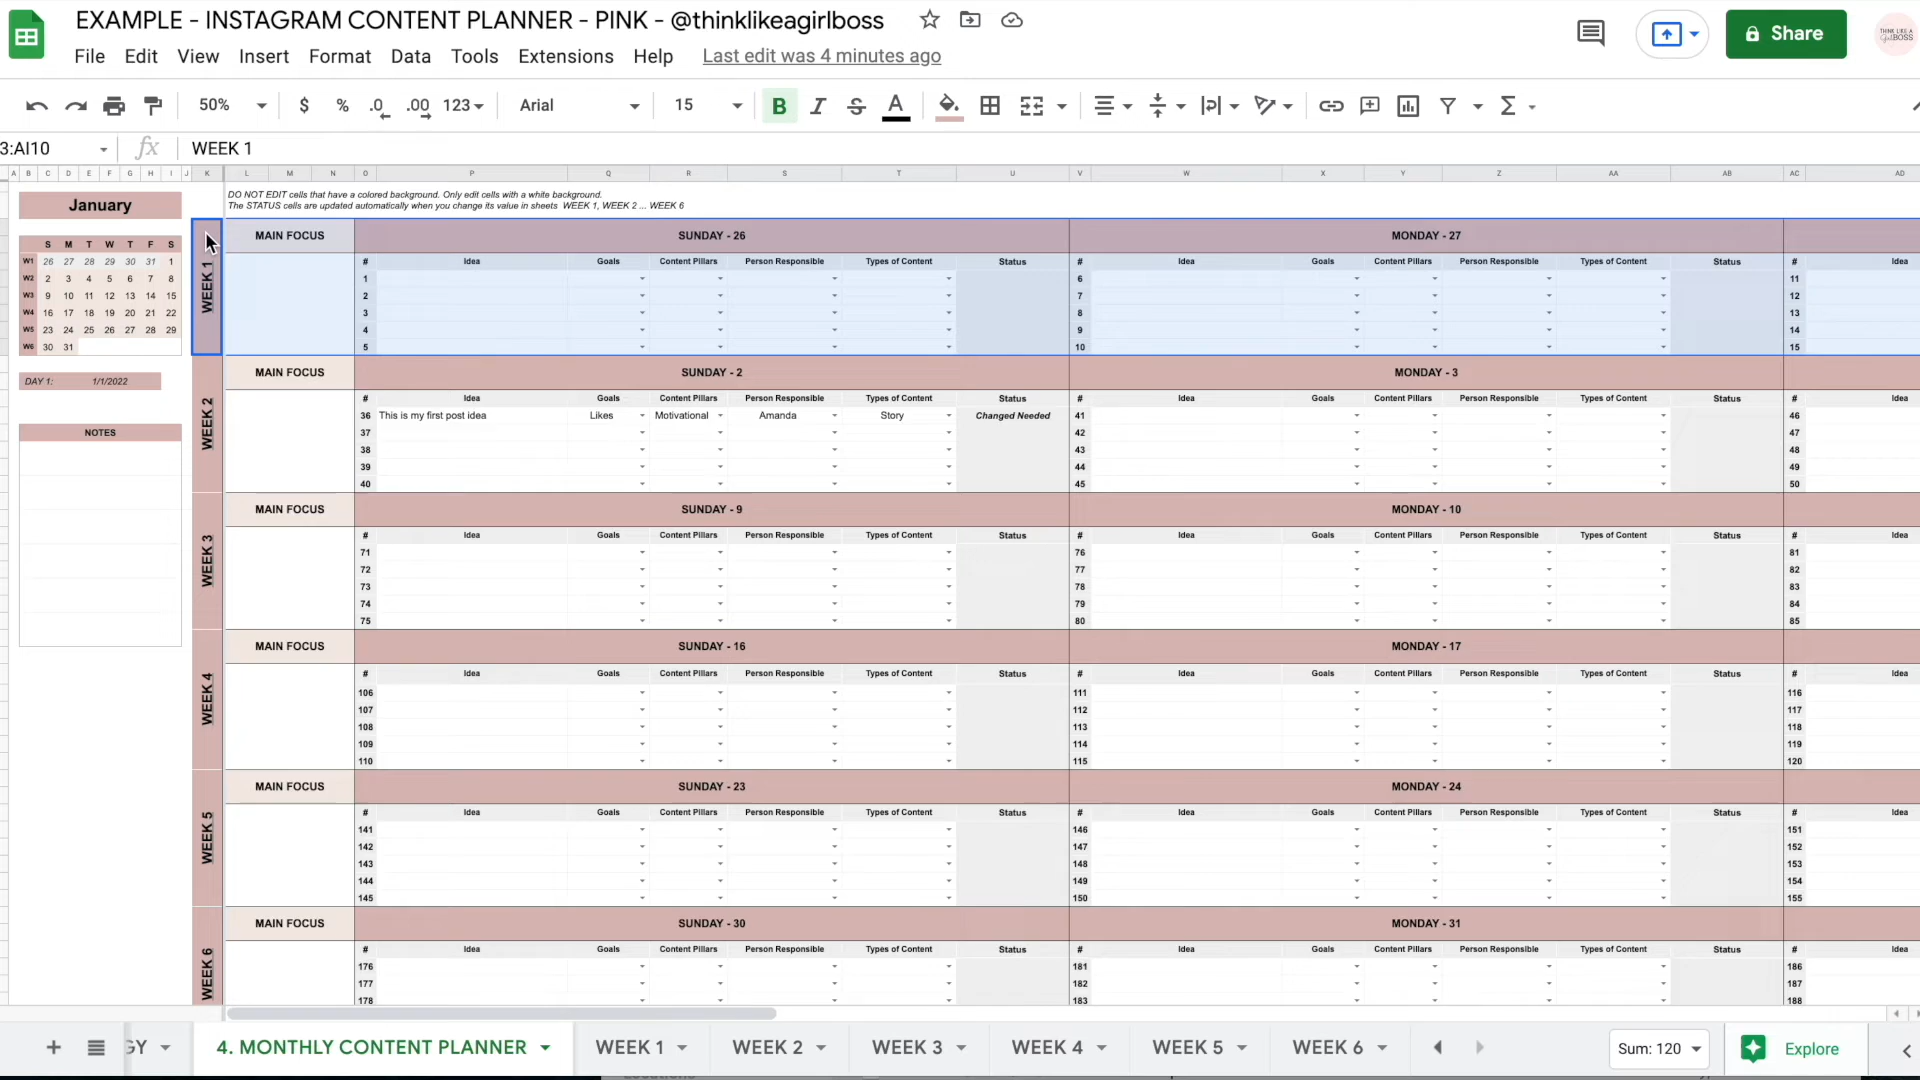 EXAMPLE - INSTAGRAM CONTENT PLANNER - PINK - @thinklikeagirlboss
File Edit View Insert Format Data Tools Extensions Help Last edit was 4 minutes ago
Share
50% $ % .0 .00 123 Arial 15 B I S A
3:AI10 fx WEEK 1
A B C D E F G H I J K L M N O P Q R S T U V W X Y Z AA AB AC AD
DO NOT EDIT cells that have a colored background. Only edit cells with a white background.
The STATUS cells are updated automatically when you change its value in sheets WEEK 1, WEEK 2 ... WEEK 6
January
S M T W T F S
W1 26 27 28 29 30 31 1
W2 2 3 4 5 6 7 8
W3 9 10 11 12 13 14 15
W4 16 17 18 19 20 21 22
W5 23 24 25 26 27 28 29
W6 30 31
DAY 1: 1/1/2022
NOTES
WEEK 1
MAIN FOCUS SUNDAY - 26 MONDAY - 27
# Idea Goals Content Pillars Person Responsible Types of Content Status # Idea Goals Content Pillars Person Responsible Types of Content Status # Idea
1 6 11
2 7 12
3 8 13
4 9 14
5 10 15
WEEK 2
MAIN FOCUS SUNDAY - 2 MONDAY - 3
# Idea Goals Content Pillars Person Responsible Types of Content Status # Idea Goals Content Pillars Person Responsible Types of Content Status # Idea
36 This is my first post idea Likes Motivational Amanda Story Changed Needed 41 46
37 42 47
38 43 48
39 44 49
40 45 50
WEEK 3
MAIN FOCUS SUNDAY - 9 MONDAY - 10
# Idea Goals Content Pillars Person Responsible Types of Content Status # Idea Goals Content Pillars Person Responsible Types of Content Status # Idea
71 76 81
72 77 82
73 78 83
74 79 84
75 80 85
WEEK 4
MAIN FOCUS SUNDAY - 16 MONDAY - 17
# Idea Goals Content Pillars Person Responsible Types of Content Status # Idea Goals Content Pillars Person Responsible Types of Content Status # Idea
106 111 116
107 112 117
108 113 118
109 114 119
110 115 120
WEEK 5
MAIN FOCUS SUNDAY - 23 MONDAY - 24
# Idea Goals Content Pillars Person Responsible Types of Content Status # Idea Goals Content Pillars Person Responsible Types of Content Status # Idea
141 146 151
142 147 152
143 148 153
144 149 154
145 150 155
WEEK 6
MAIN FOCUS SUNDAY - 30 MONDAY - 31
# Idea Goals Content Pillars Person Responsible Types of Content Status # Idea Goals Content Pillars Person Responsible Types of Content Status # Idea
176 181 186
177 182 187
178 183 188
GY 4. MONTHLY CONTENT PLANNER WEEK 1 WEEK 2 WEEK 3 WEEK 4 WEEK 5 WEEK 6 Sum: 120 Explore